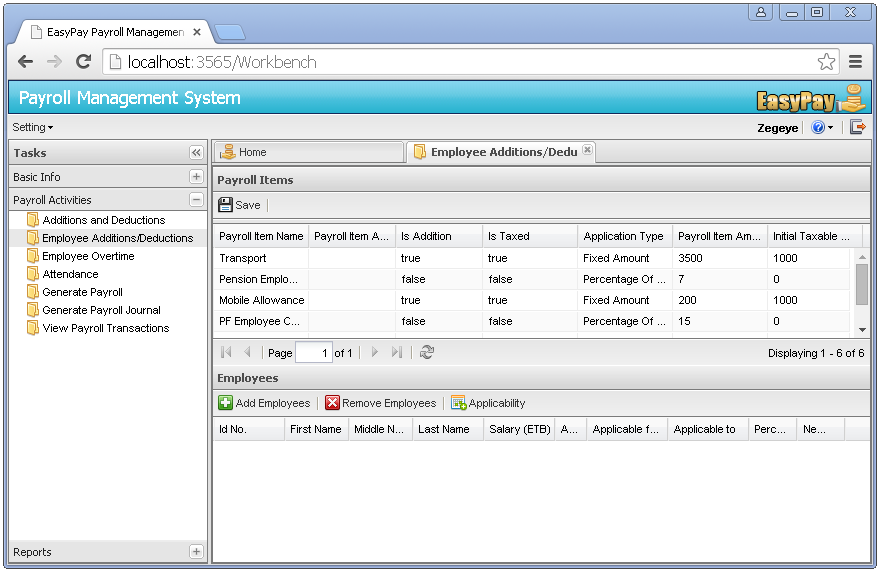 EasyPay Payroll Managemen
localhost:3565/Workbench
Payroll Management System
EasyPay
Setting
Zegeye
Tasks
Basic Info
Payroll Activities
Additions and Deductions
Employee Additions/Deductions
Employee Overtime
Attendance
Generate Payroll
Generate Payroll Journal
View Payroll Transactions
Reports
Home Employee Additions/Dedu
Payroll Items
Save
Payroll Item Name Payroll Item A... Is Addition Is Taxed Application Type Payroll Item Am... Initial Taxable ...
Transport true true Fixed Amount 3500 1000
Pension Emplo... false false Percentage Of ... 7 0
Mobile Allowance true true Fixed Amount 200 1000
PF Employee C... false false Percentage Of ... 15 0
Page 1 of 1 Displaying 1 - 6 of 6
Employees
Add Employees Remove Employees Applicability
Id No. First Name Middle N... Last Name Salary (ETB) A... Applicable f... Applicable to Perc... Ne...